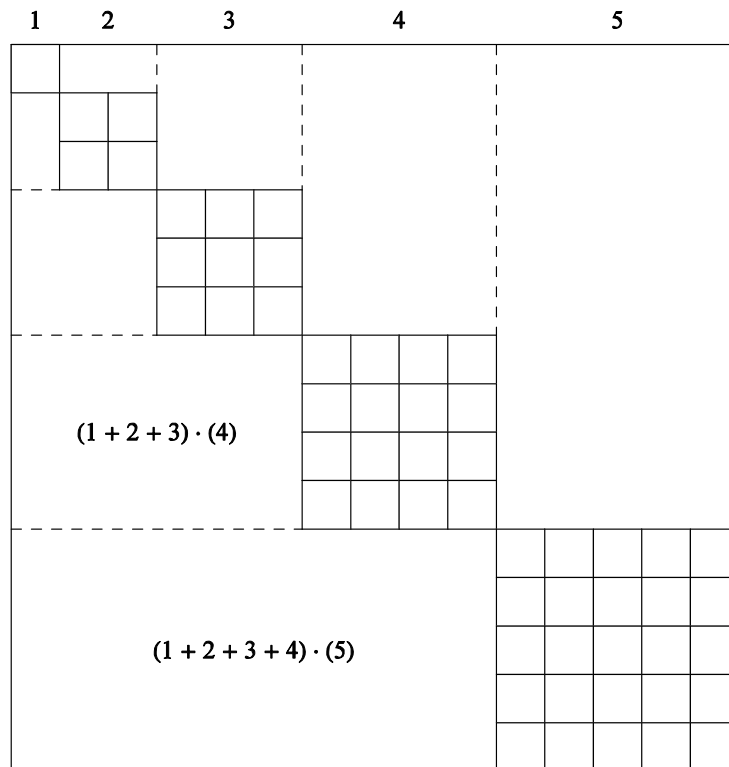 1 2 3 4 5
(1 + 2 + 3) · (4)
(1 + 2 + 3 + 4) · (5)